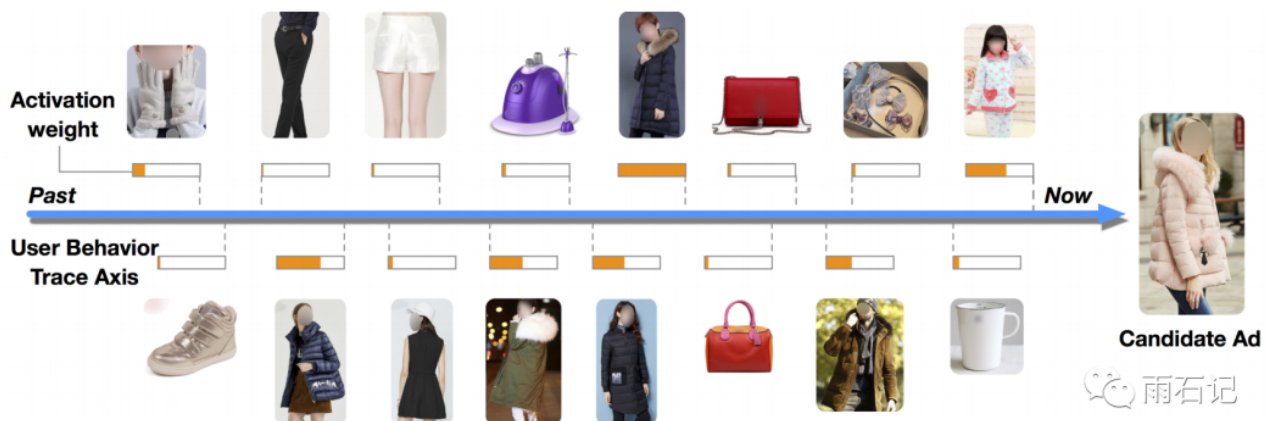 Activation
weight
Past
Now
User Behavior
Trace Axis
Candidate Ad
雨石记